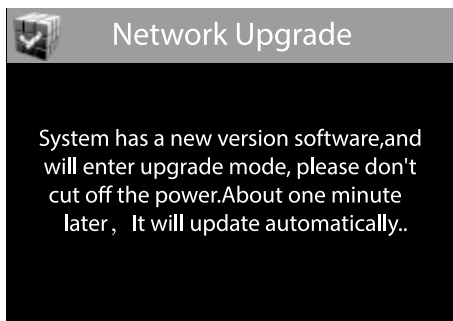 Network Upgrade
System has a new version software,and
will enter upgrade mode, please don't
cut off the power.About one minute
later，It will update automatically..